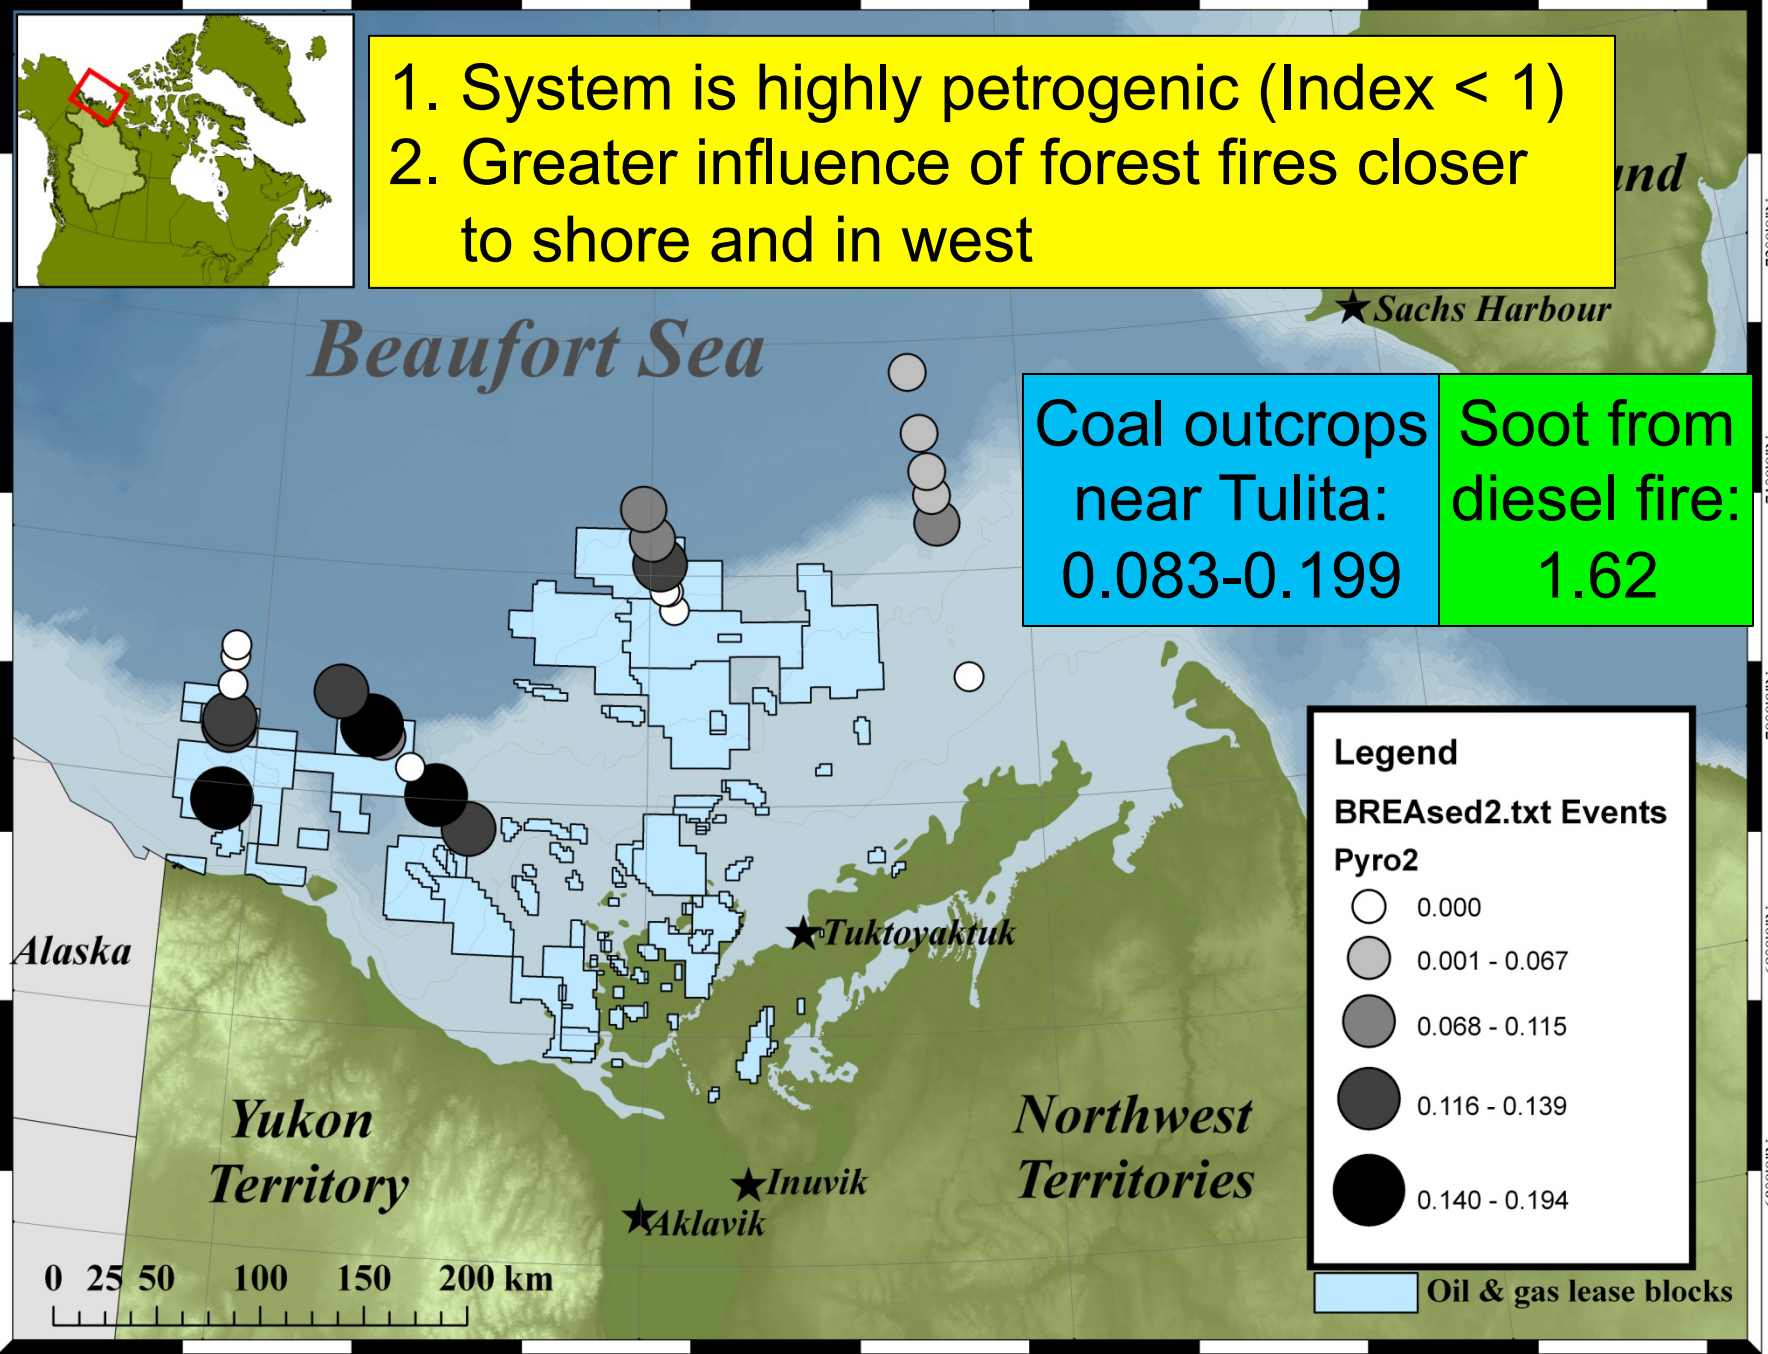 1. System is highly petrogenic (Index < 1)
2. Greater influence of forest fires closer
to shore and in west
Sachs Harbour
Beaufort Sea
Coal outcrops
near Tulita:
0.083-0.199
Soot from
diesel fire:
1.62
Legend
BREAsed2.txt Events
Pyro2
0.000
0.001 - 0.067
0.068 - 0.115
0.116 - 0.139
0.140 - 0.194
Oil & gas lease blocks
Alaska
Tuktoyaktuk
Yukon
Territory
Northwest
Territories
Inuvik
Aklavik
0 25 50 100 150 200 km